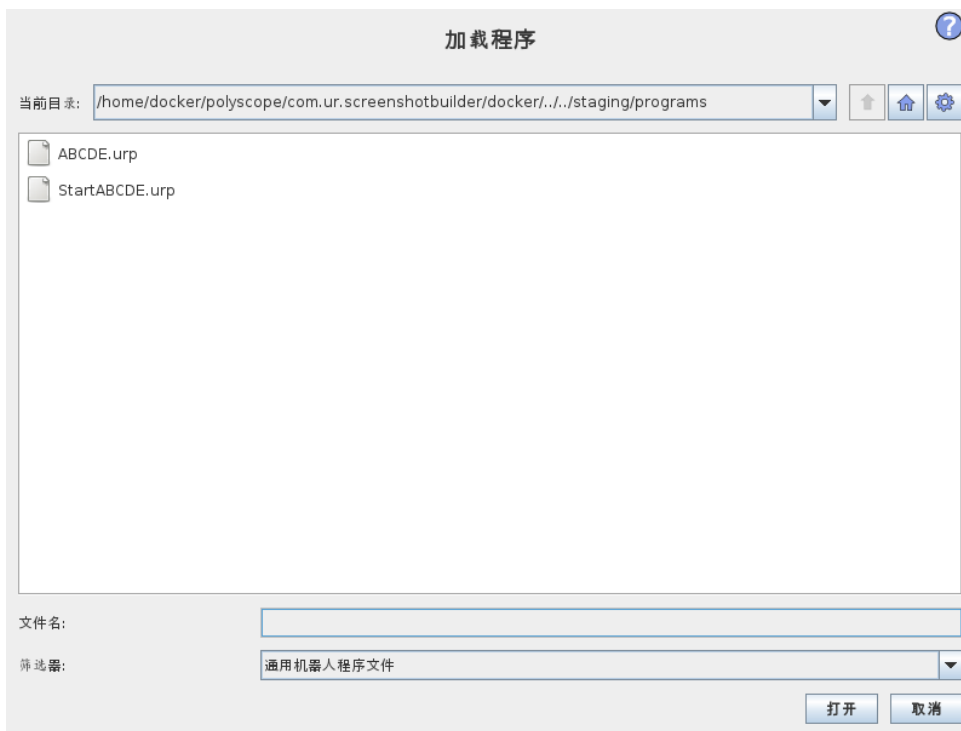 加载程序
?
当前目录: /home/docker/polyscope/com.ur.screenshotbuilder/docker/../../staging/programs
ABCDE.urp
StartABCDE.urp
文件名:
筛选器: 通用机器人程序文件
打开 取消